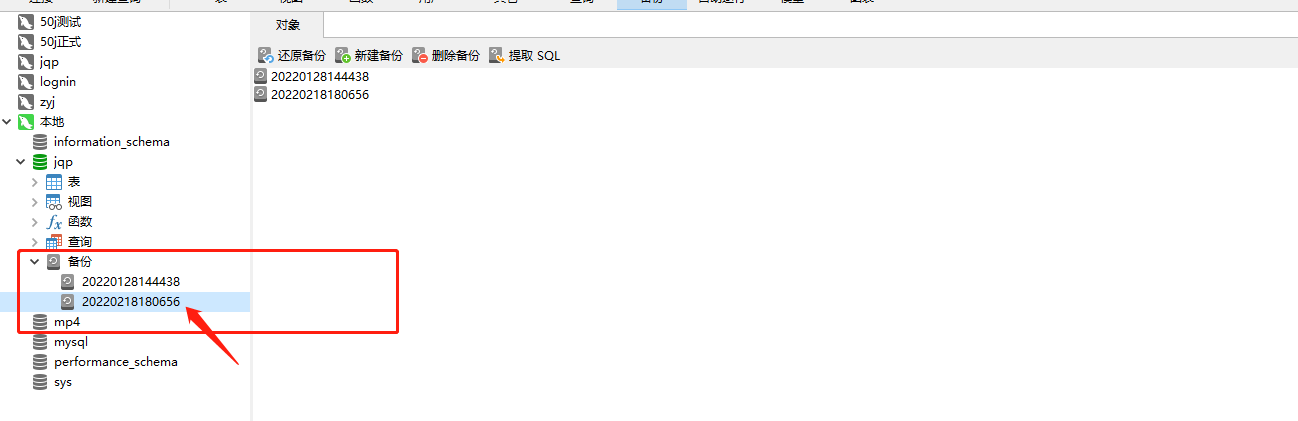 50j测试
50j正式
jqp
lognin
zyj
本地
information_schema
jqp
表
视图
函数
查询
备份
20220128144438
20220218180656
mp4
mysql
performance_schema
sys
对象
还原备份 新建备份 删除备份 提取 SQL
20220128144438
20220218180656